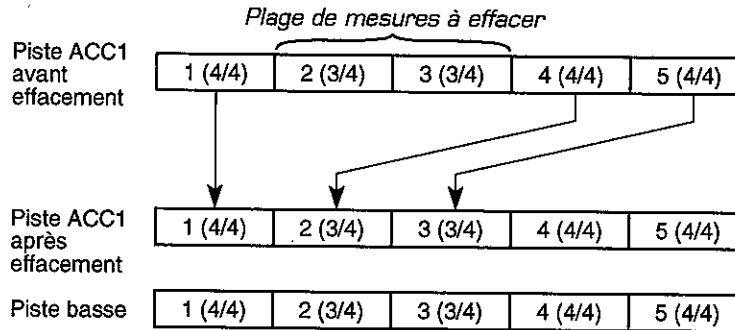 Plage de mesures à effacer
Piste ACC1
avant
effacement
1 (4/4) 2 (3/4) 3 (3/4) 4 (4/4) 5 (4/4)
Piste ACC1
après
effacement
1 (4/4) 2 (3/4) 3 (3/4) 4 (4/4) 5 (4/4)
Piste basse
1 (4/4) 2 (3/4) 3 (3/4) 4 (4/4) 5 (4/4)